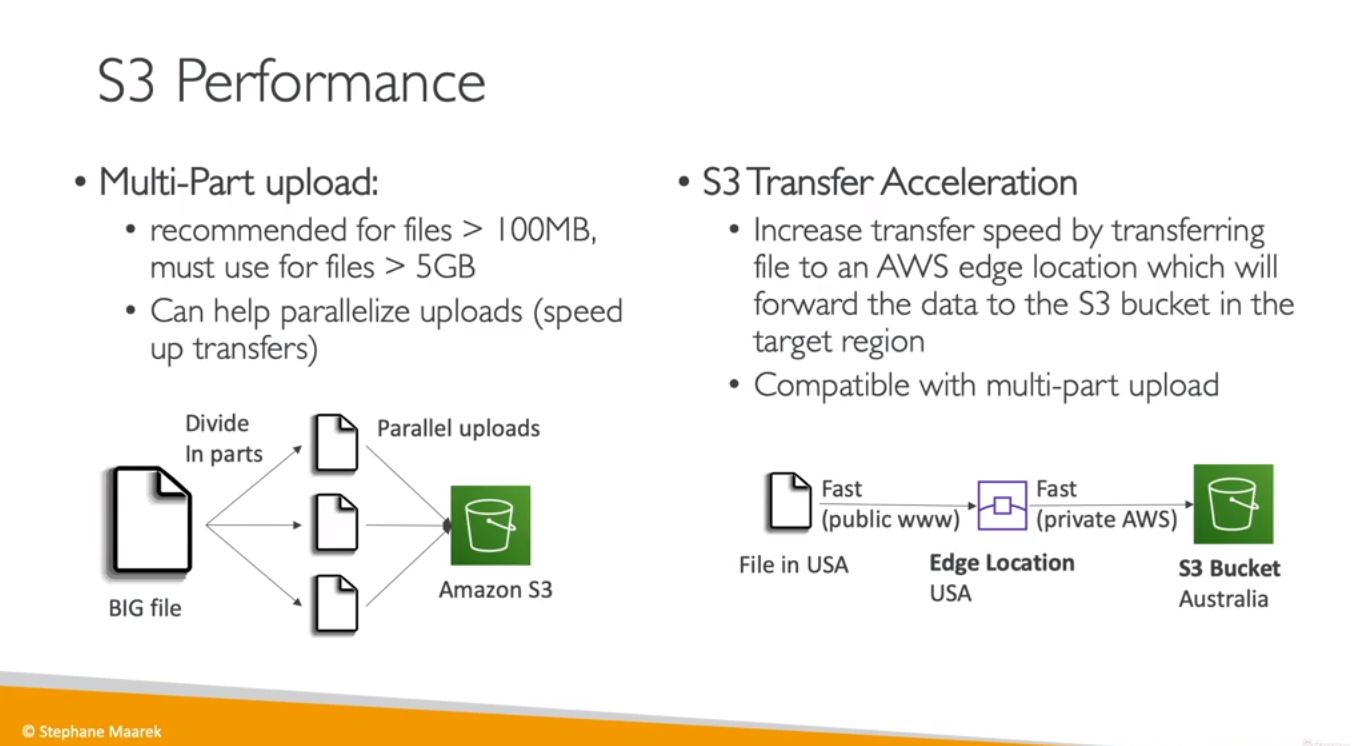 S3 Performance
• Multi-Part upload:
• recommended for files > 100MB,
must use for files > 5GB
• Can help parallelize uploads (speed
up transfers)
Divide
In parts
Parallel uploads
BIG file
Amazon S3
• S3 Transfer Acceleration
• Increase transfer speed by transferring
file to an AWS edge location which will
forward the data to the S3 bucket in the
target region
• Compatible with multi-part upload
Fast
(public www)
Fast
(private AWS)
File in USA
Edge Location
USA
S3 Bucket
Australia
© Stephane Maarek